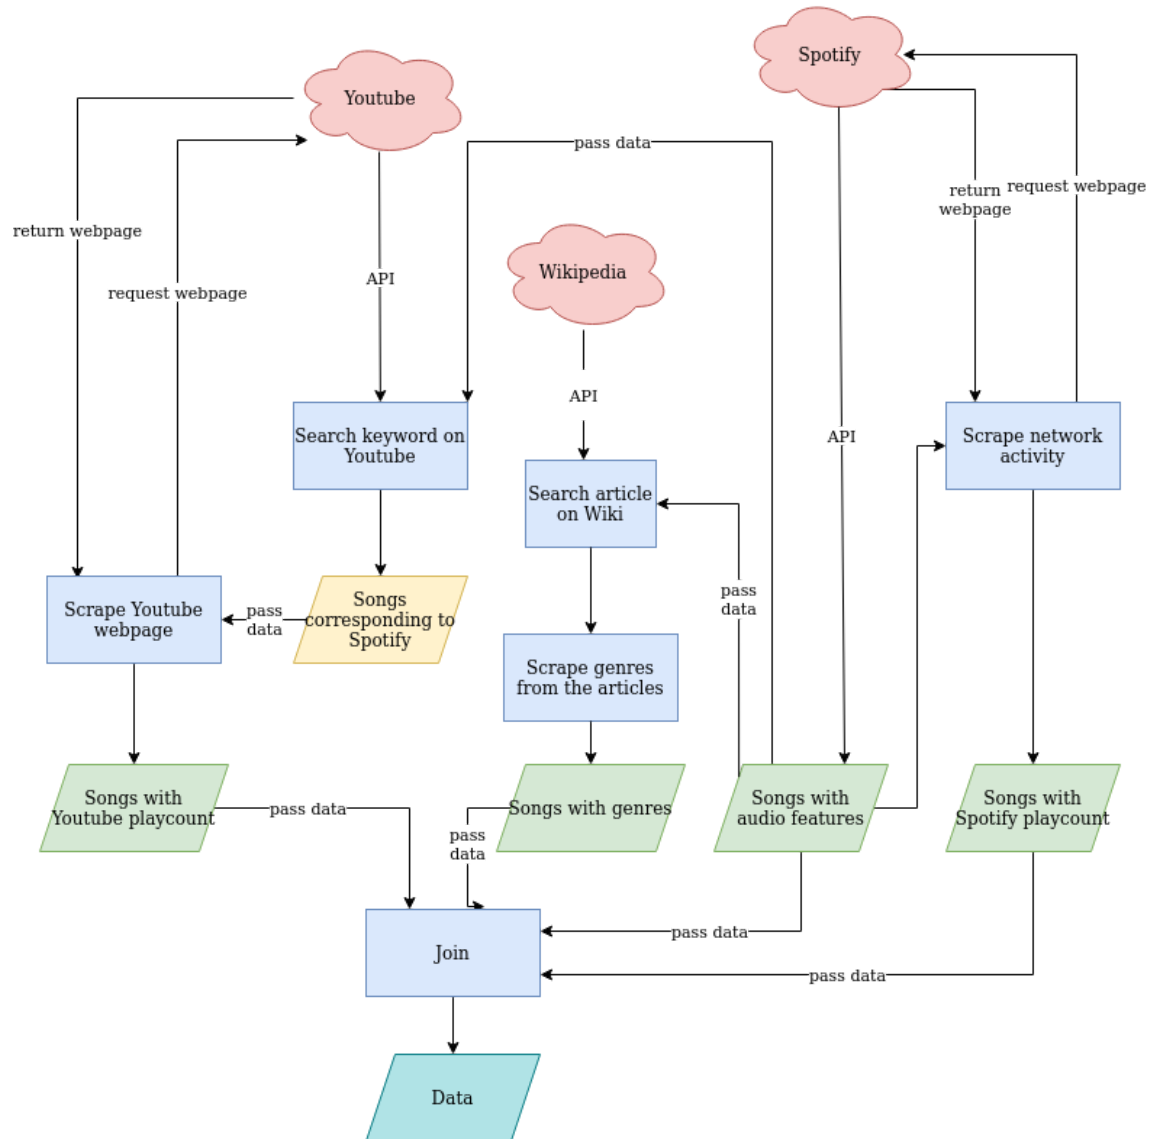 Spotify
Youtube
pass data
return
webpage
request webpage
return webpage
Wikipedia
API
request webpage
API
API
Search keyword on
Youtube
Scrape network
activity
Search article
on Wiki
Scrape Youtube
webpage
pass
data
Songs
corresponding to
Spotify
pass
data
Scrape genres
from the articles
Songs with
Youtube playcount
pass data
Songs with genres
pass
data
Songs with
audio features
Songs with
Spotify playcount
pass data
Join
pass data
Data